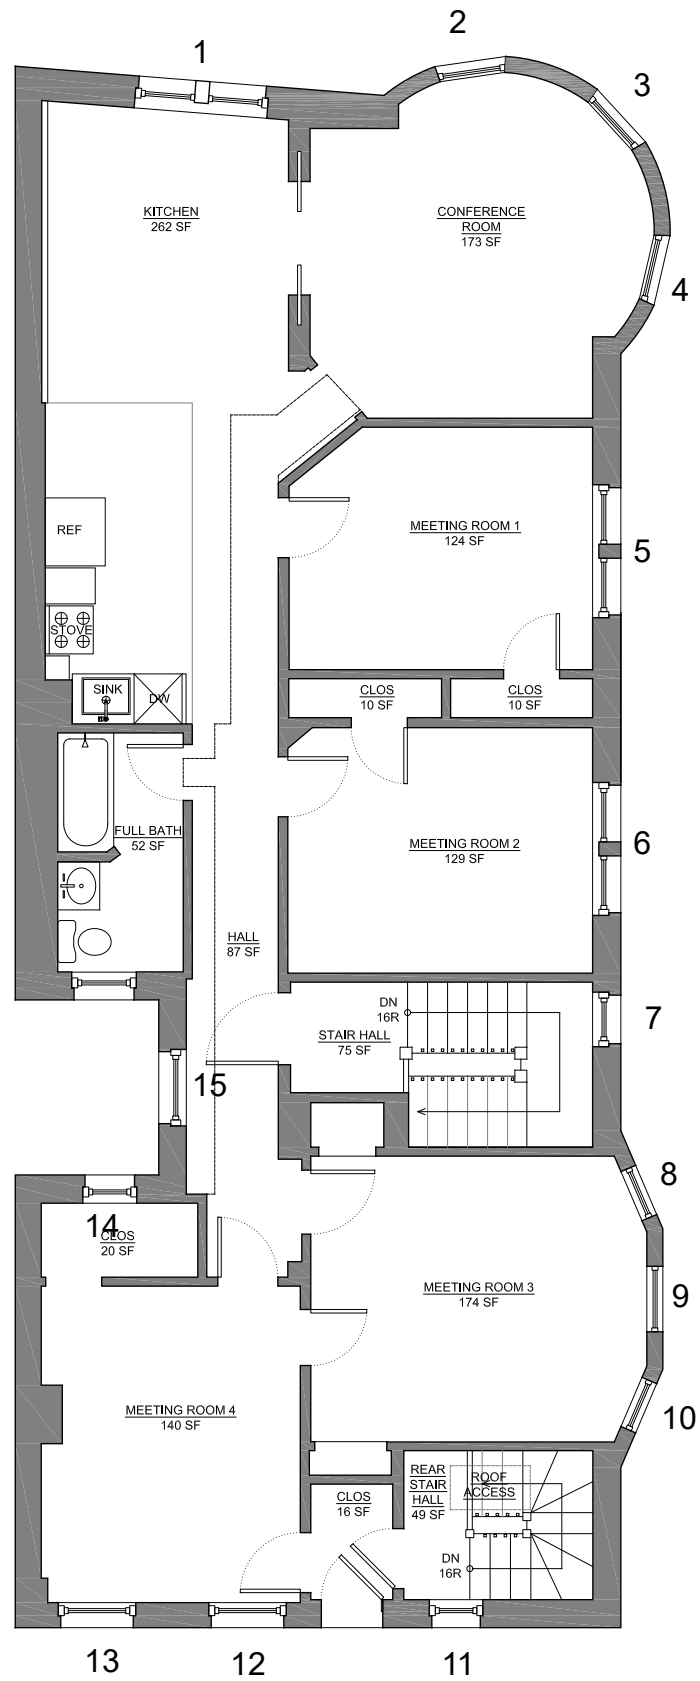 1
2
3
KITCHEN
262 SF
CONFERENCE
ROOM
173 SF
4
REF
MEETING ROOM 1
124 SF
5
STOVE
SINK
DW
CLOS
10 SF
CLOS
10 SF
FULL BATH
52 SF
MEETING ROOM 2
129 SF
6
HALL
87 SF
DN
16R
STAIR HALL
75 SF
7
15
8
14
CLOS
20 SF
MEETING ROOM 3
174 SF
9
MEETING ROOM 4
140 SF
10
REAR
STAIR
HALL
49 SF
ROOF
ACCESS
CLOS
16 SF
DN
16R
13
12
11